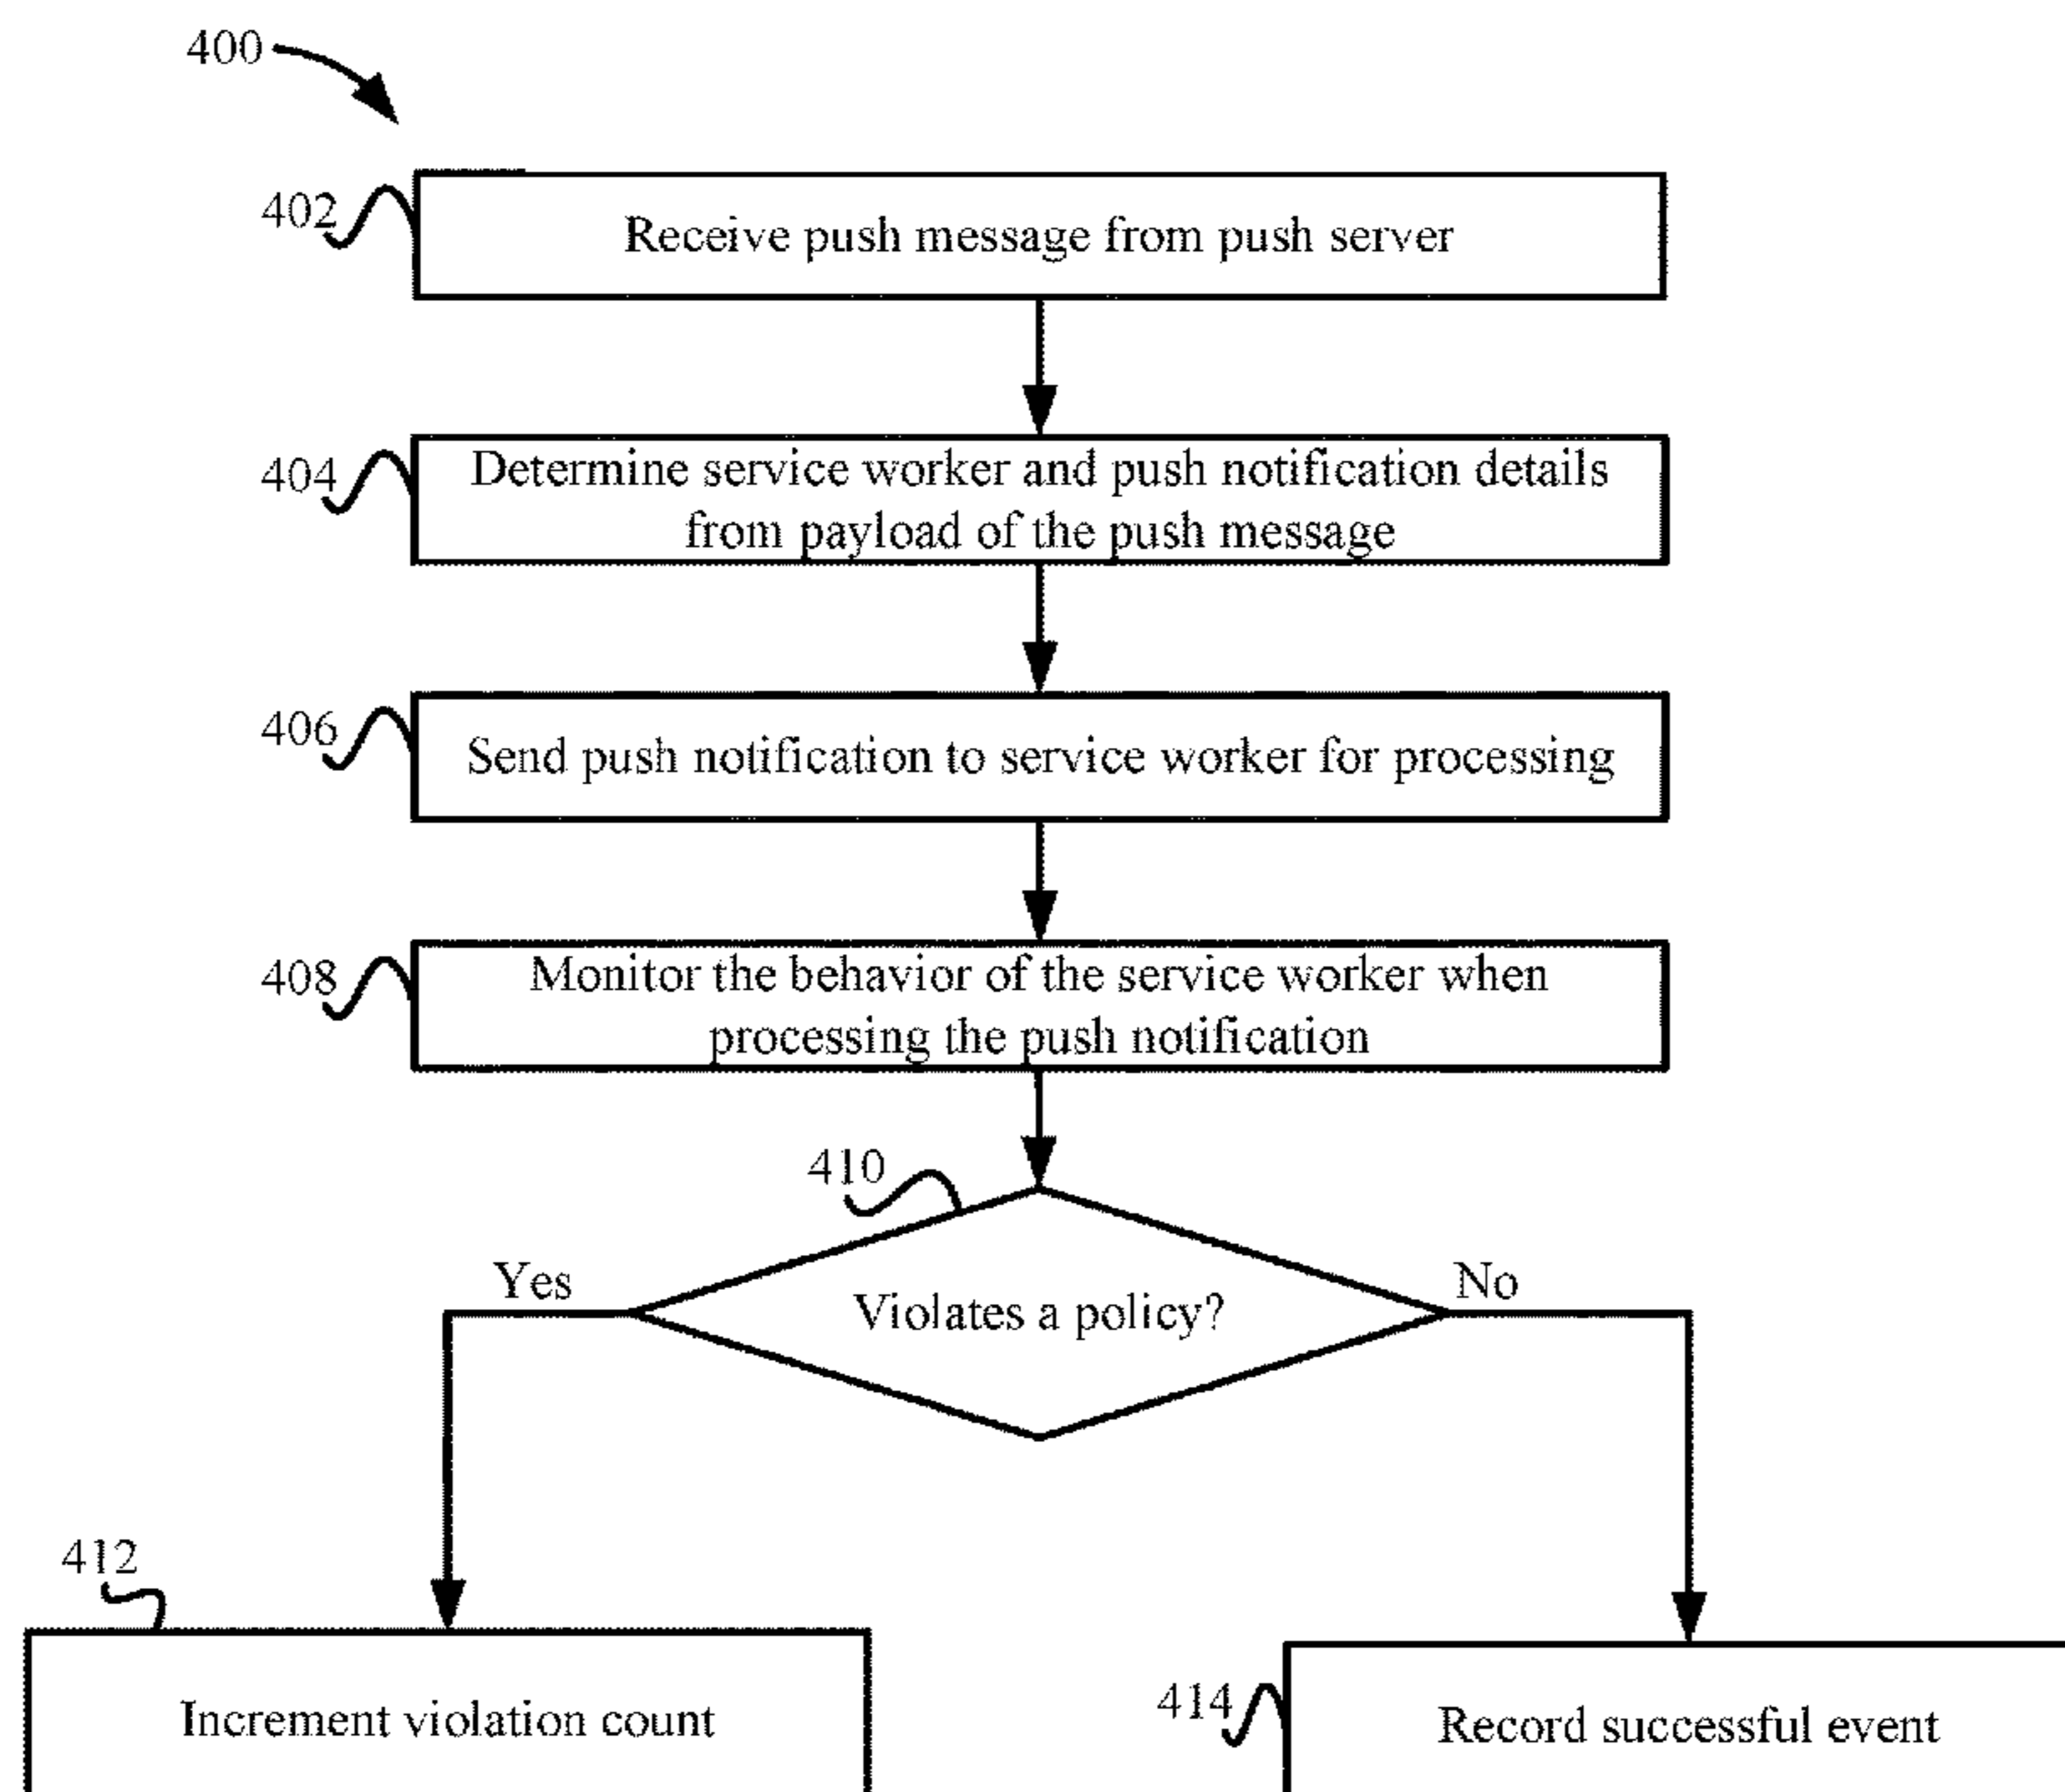 400
402
Receive push message from push server
404
Determine service worker and push notification details
from payload of the push message
406
Send push notification to service worker for processing
408
Monitor the behavior of the service worker when
processing the push notification
410
Yes
Violates a policy?
No
412
Increment violation count
414
Record successful event